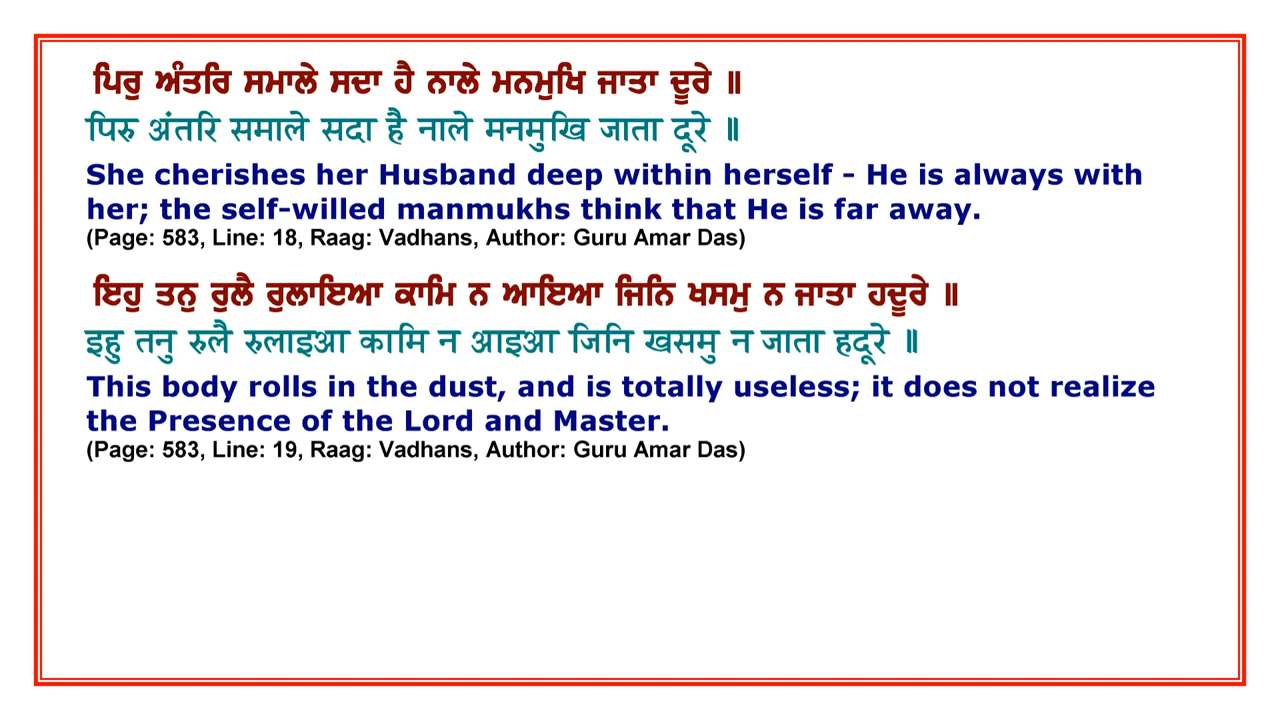 ਪਿਰੁ ਅੰਤਰਿ ਸਮਾਲੇ ਸਦਾ ਹੈ ਨਾਲੇ ਮਨਮੁਖਿ ਜਾਤਾ ਦੂਰੇ ॥
पिरु अंतरि समाले सदा है नाले मनमुखि जाता दूरे ॥
She cherishes her Husband deep within herself - He is always with
her; the self-willed manmukhs think that He is far away.
(Page: 583, Line: 18, Raag: Vadhans, Author: Guru Amar Das)
ਇਹੁ ਤਨੁ ਰੁਲੈ ਰੁਲਾਇਆ ਕਾਮਿ ਨ ਆਇਆ ਜਿਨਿ ਖਸਮੁ ਨ ਜਾਤਾ ਹਦੂਰੇ ॥
इहु तनु रुलै रुलाइआ कामि न आइआ जिनि खसमु न जाता हदूरे ॥
This body rolls in the dust, and is totally useless; it does not realize
the Presence of the Lord and Master.
(Page: 583, Line: 19, Raag: Vadhans, Author: Guru Amar Das)